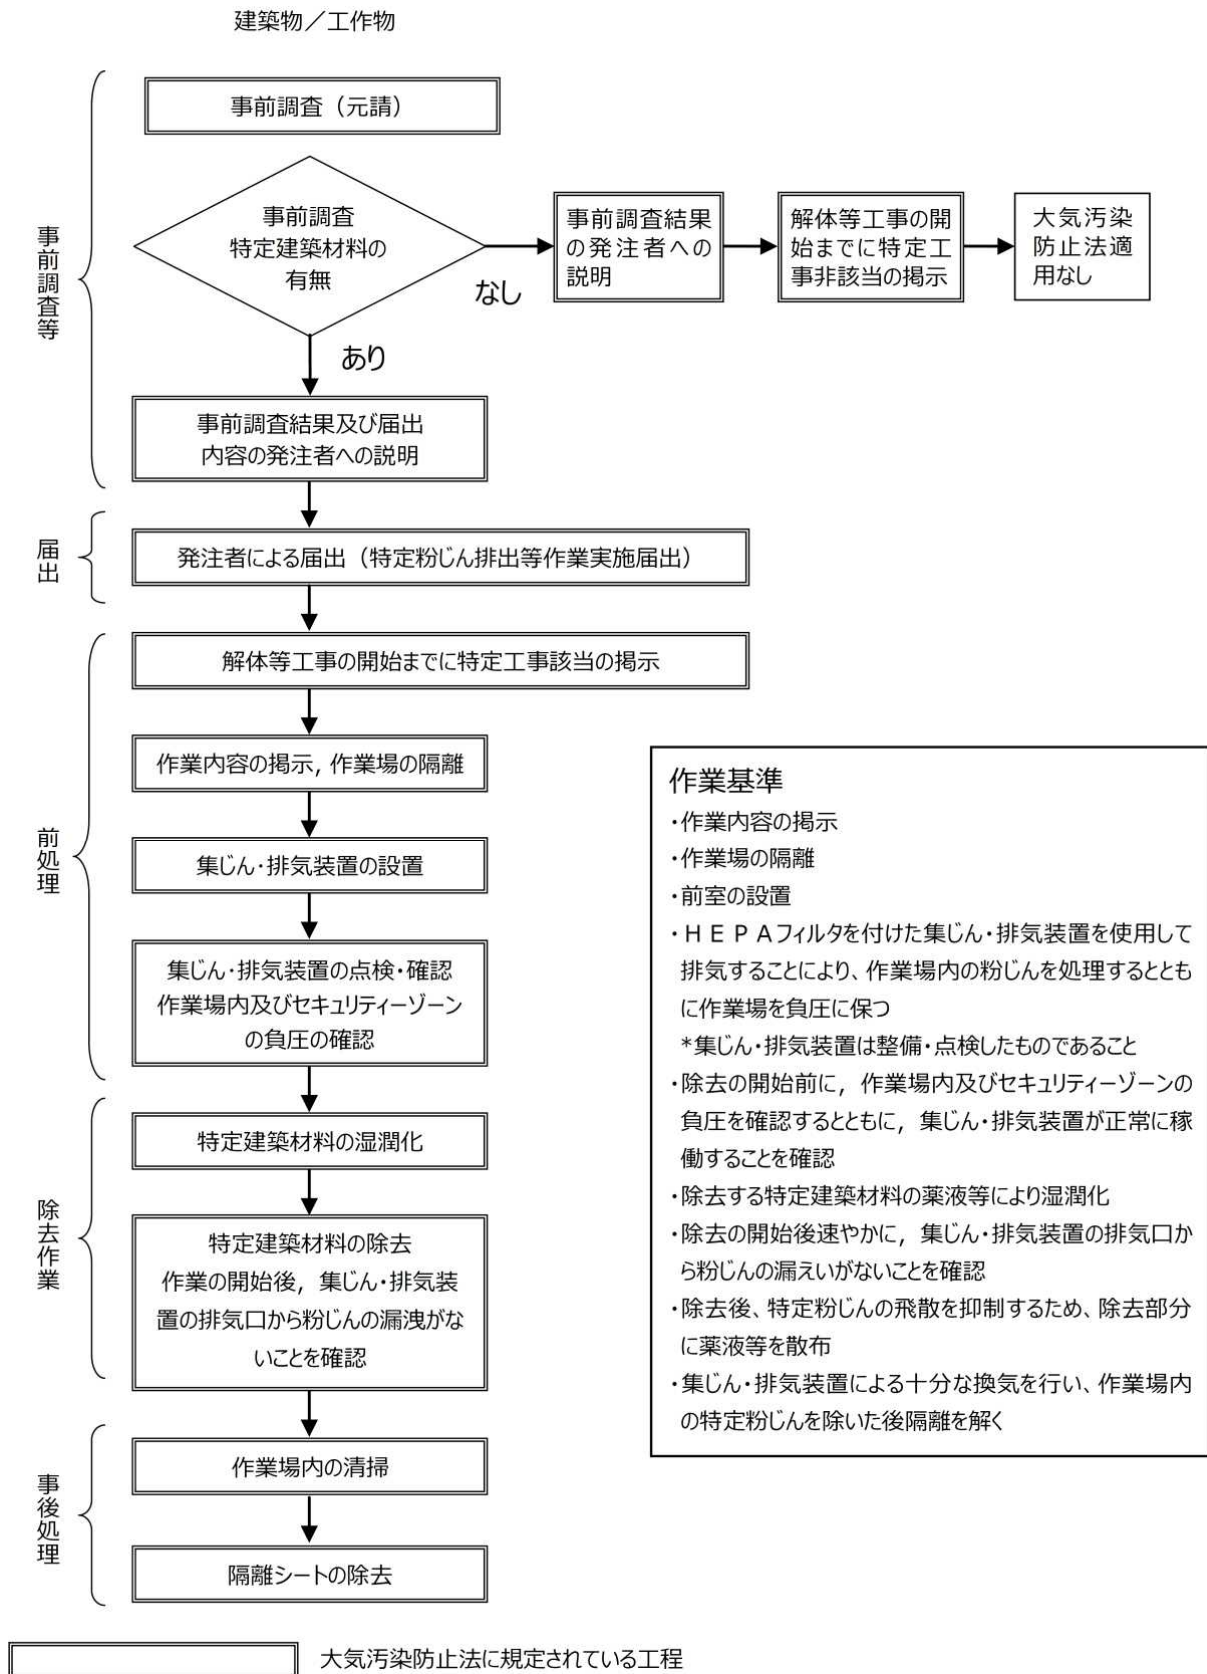 建築物／工作物
事前調査（元請）
事前調査
特定建築材料の
有無
なし
事前調査結果
の発注者への
説明
解体等工事の開
始までに特定工
事非該当の掲示
大気汚染
防止法適
用なし
あり
事前調査結果及び届出
内容の発注者への説明
事前調査等
発注者による届出（特定粉じん排出等作業実施届出）
届出
解体等工事の開始までに特定工事該当の掲示
作業内容の掲示，作業場の隔離
集じん・排気装置の設置
集じん・排気装置の点検・確認
作業場内及びセキュリティーゾーン
の負圧の確認
前処理
特定建築材料の湿潤化
特定建築材料の除去
作業の開始後，集じん・排気装
置の排気口から粉じんの漏洩がな
いことを確認
除去作業
作業場内の清掃
隔離シートの除去
事後処理
作業基準
・作業内容の掲示
・作業場の隔離
・前室の設置
・ＨＥＰＡフィルタを付けた集じん・排気装置を使用して
排気することにより、作業場内の粉じんを処理するととも
に作業場を負圧に保つ
*集じん・排気装置は整備・点検したものであること
・除去の開始前に，作業場内及びセキュリティーゾーンの
負圧を確認するとともに，集じん・排気装置が正常に稼
働することを確認
・除去する特定建築材料の薬液等により湿潤化
・除去の開始後速やかに，集じん・排気装置の排気口か
ら粉じんの漏えいがないことを確認
・除去後、特定粉じんの飛散を抑制するため、除去部分
に薬液等を散布
・集じん・排気装置による十分な換気を行い、作業場内
の特定粉じんを除いた後隔離を解く
大気汚染防止法に規定されている工程